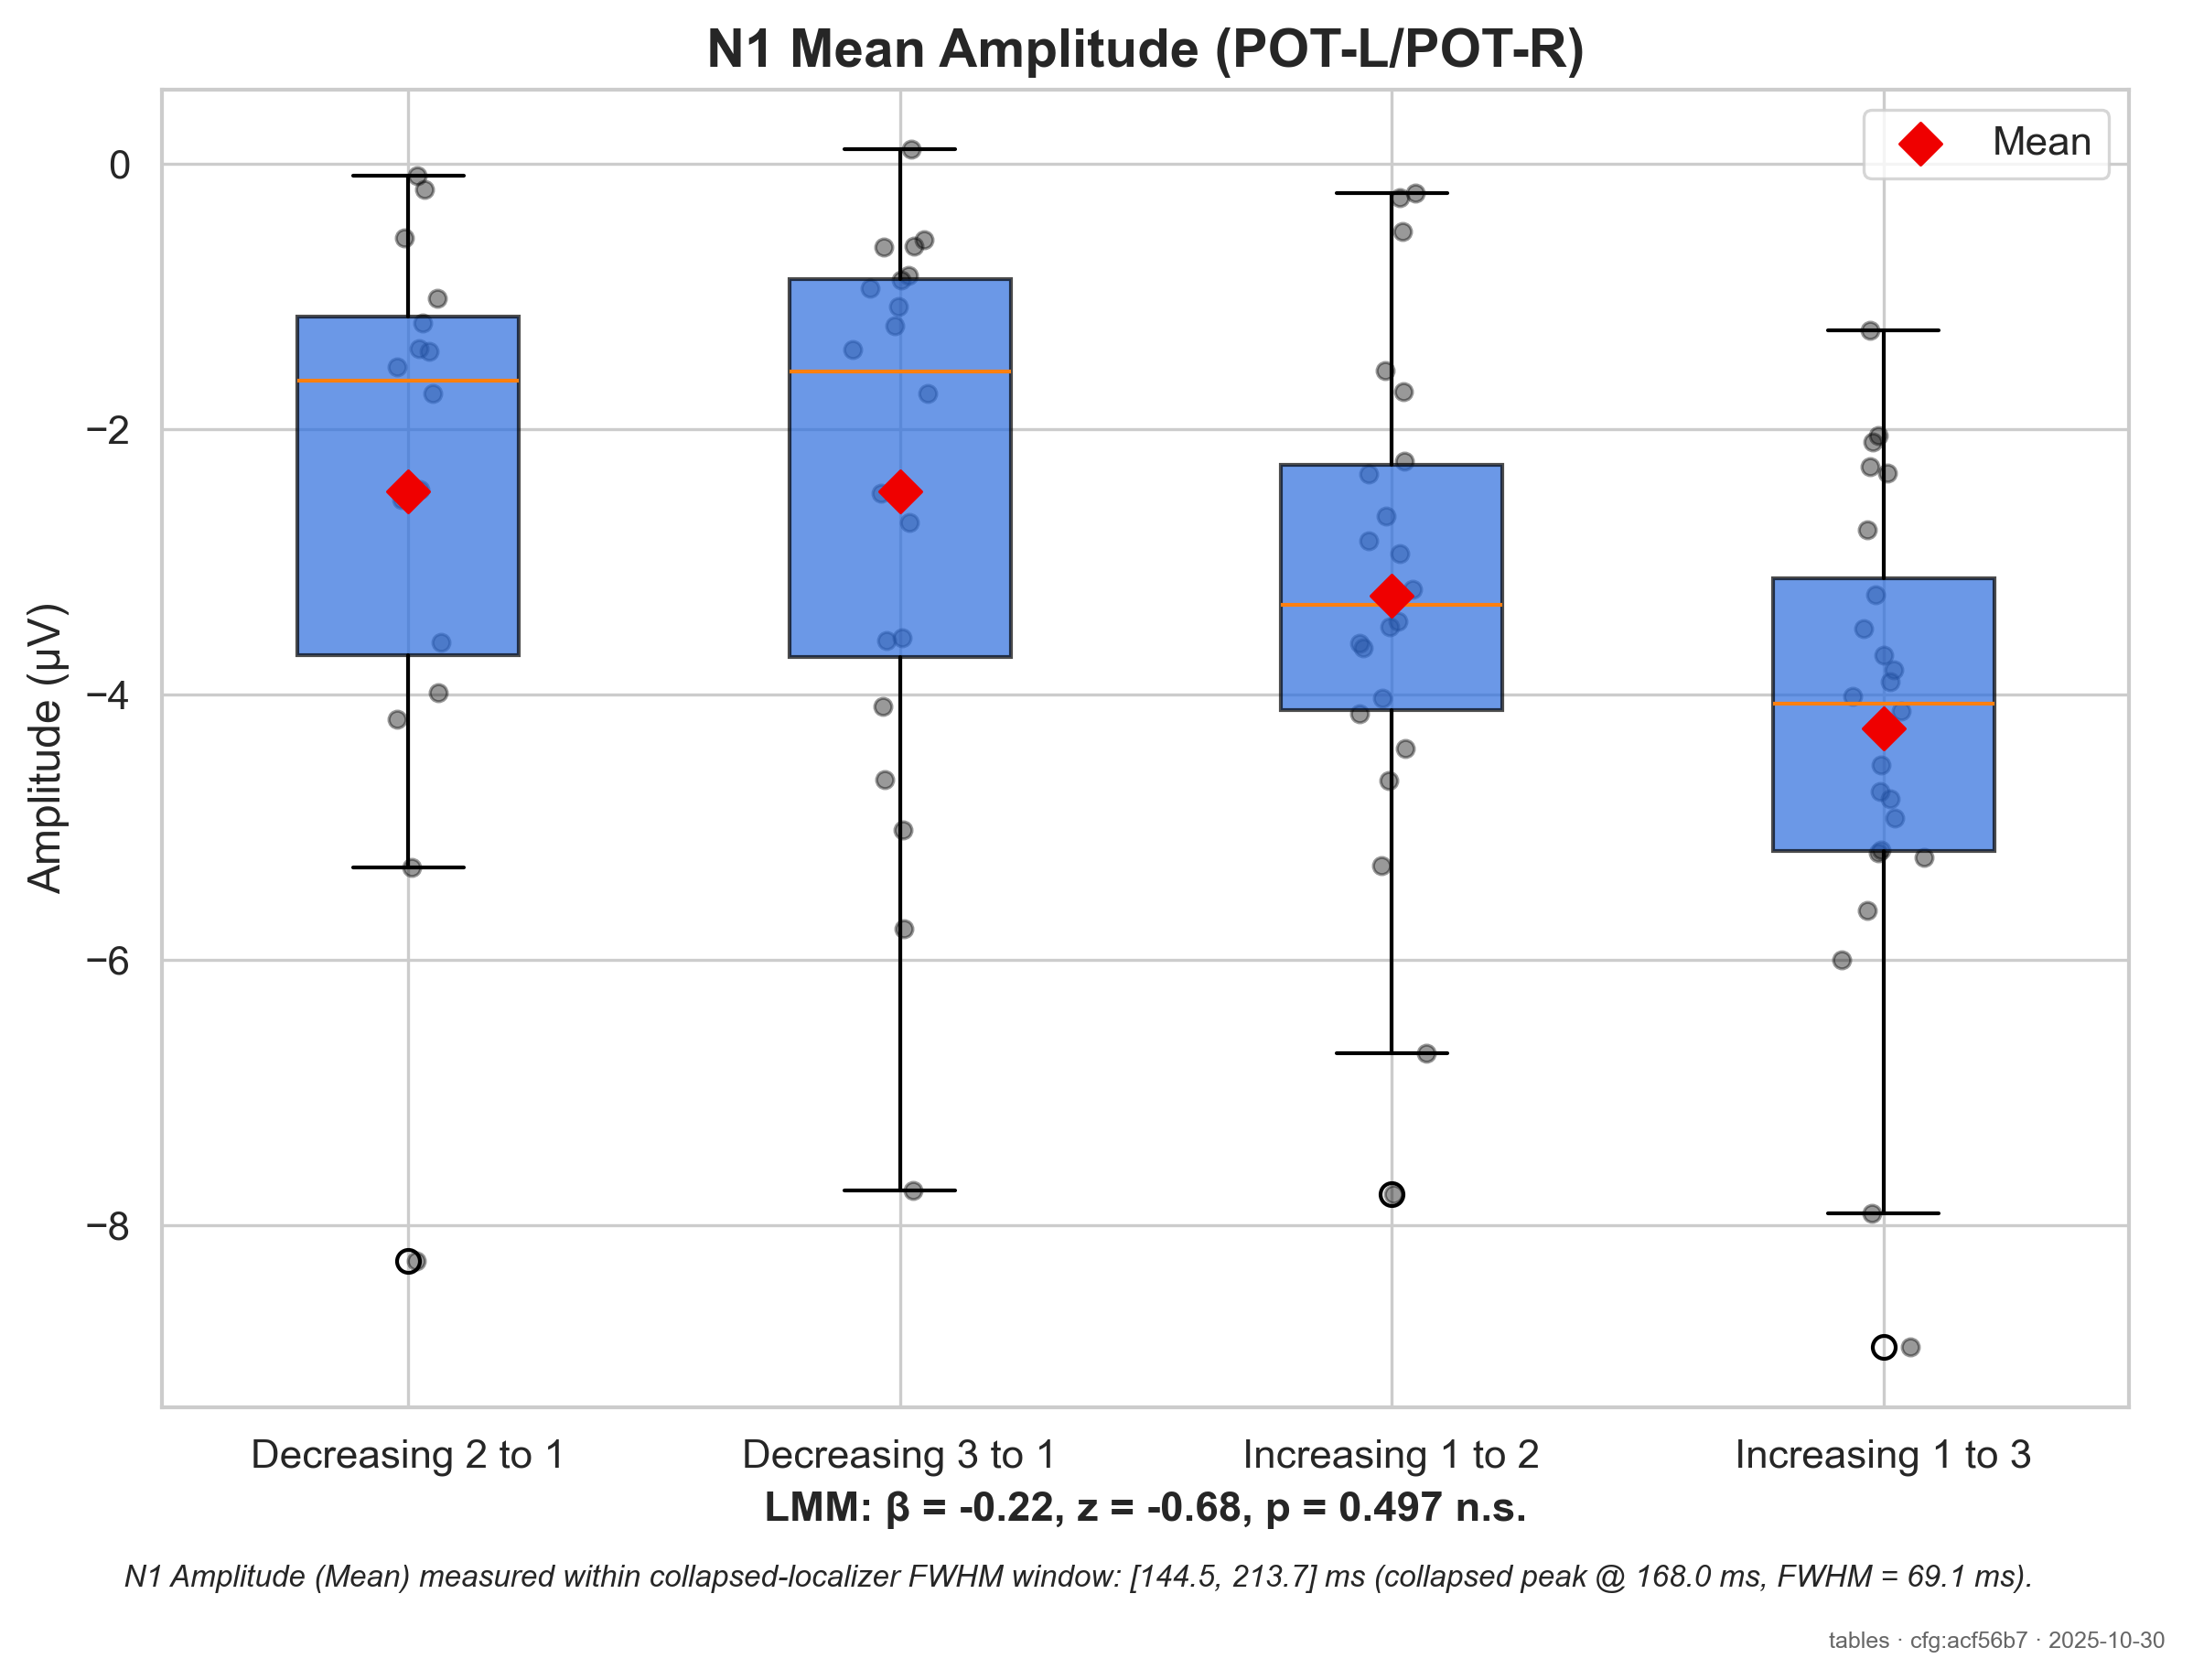 N1 Mean Amplitude (POT-L/POT-R)
Mean
Amplitude (µV)
0
−2
−4
−6
−8
Decreasing 2 to 1
Decreasing 3 to 1
Increasing 1 to 2
Increasing 1 to 3
LMM: β = -0.22, z = -0.68, p = 0.497 n.s.
N1 Amplitude (Mean) measured within collapsed-localizer FWHM window: [144.5, 213.7] ms (collapsed peak @ 168.0 ms, FWHM = 69.1 ms).
tables · cfg:acf56b7 · 2025-10-30